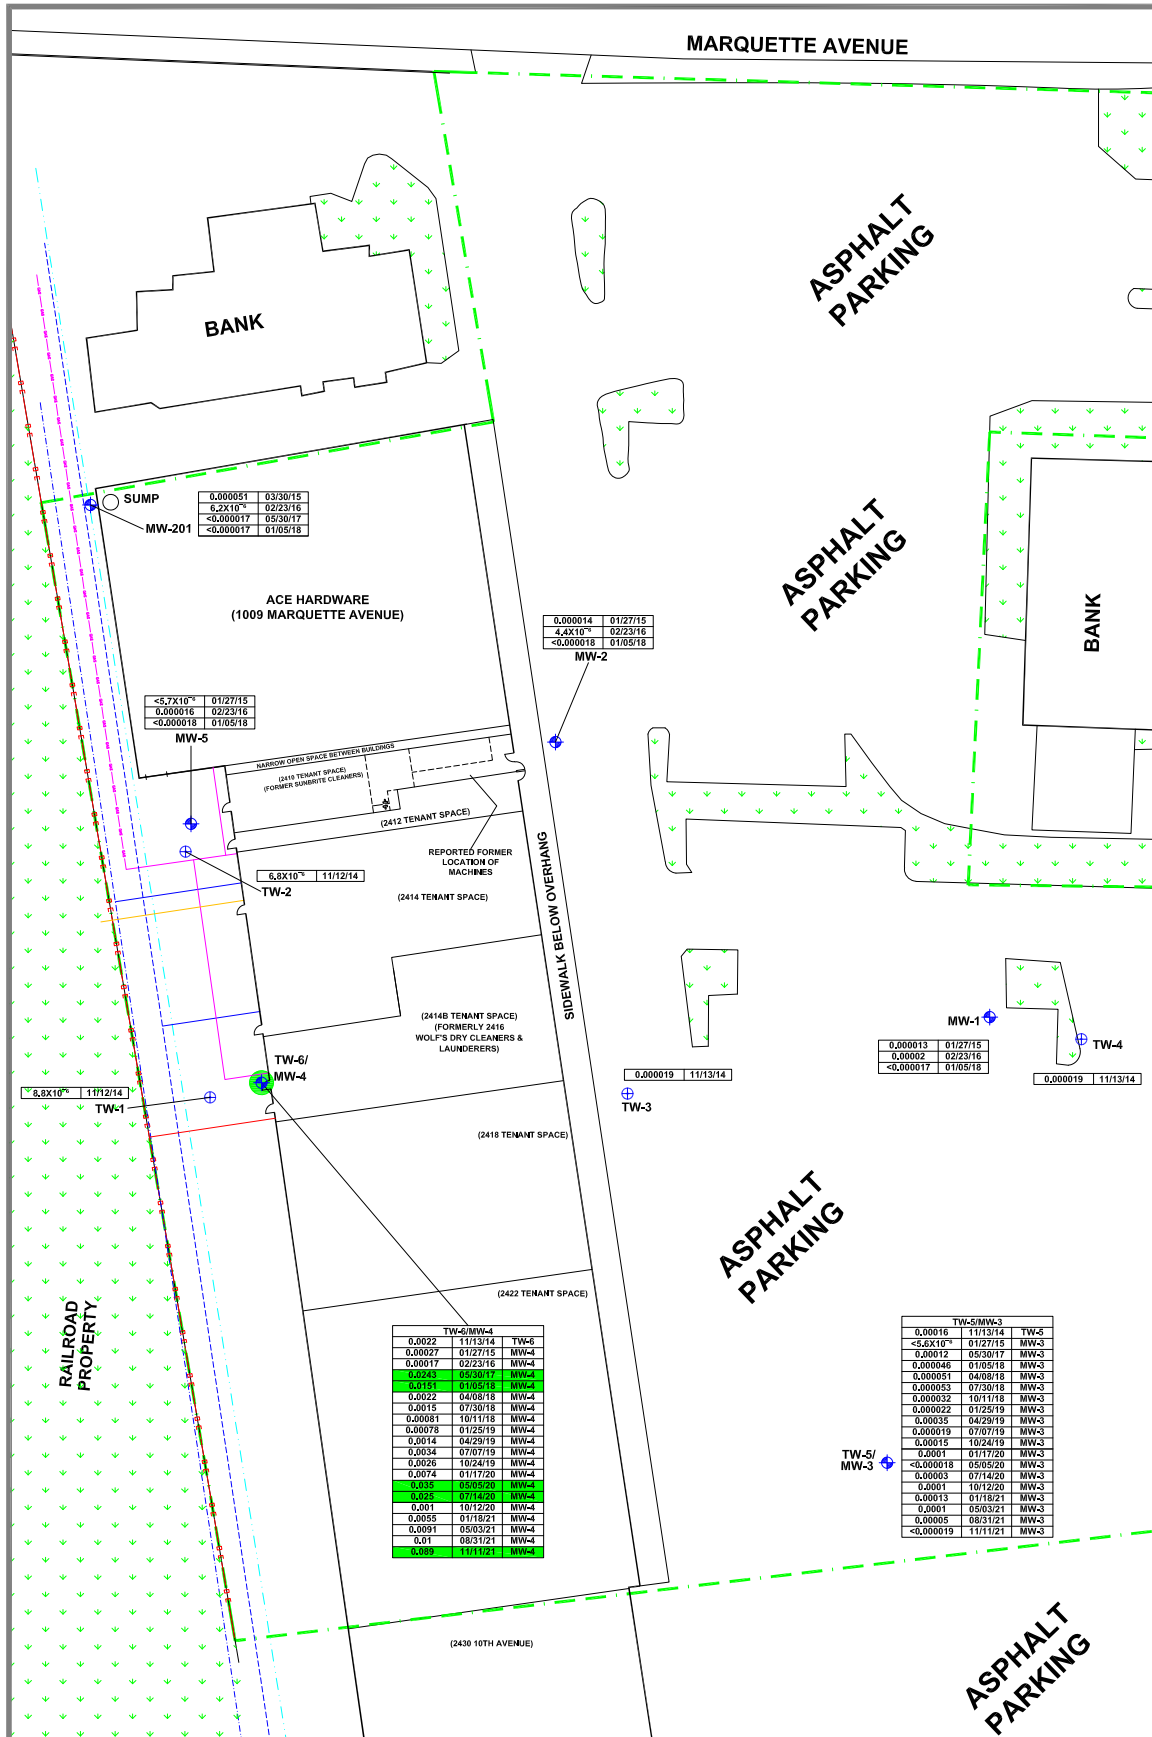 MARQUETTE AVENUE
ASPHALT
PARKING
BANK
SUMP
MW-201
0.000051 03/30/15
6.2X10⁻⁶ 02/23/16
<0.000017 05/30/17
<0.000017 01/05/18
ASPHALT
PARKING
BANK
ACE HARDWARE
(1009 MARQUETTE AVENUE)
0.000014 01/27/15
4.4X10⁻⁶ 02/23/16
<0.000018 01/05/18
MW-2
<5.7X10⁻⁶ 01/27/15
0.000016 02/23/16
<0.000018 01/05/18
MW-5
NARROW OPEN SPACE BETWEEN BUILDINGS
(2410 TENANT SPACE)
(FORMER SUNBRITE CLEANERS)
(2412 TENANT SPACE)
REPORTED FORMER
LOCATION OF
MACHINES
6.8X10⁻⁶ 11/12/14
TW-2
(2414 TENANT SPACE)
SIDEWALK BELOW OVERHANG
(2414B TENANT SPACE)
(FORMERLY 2416
WOLF'S DRY CLEANERS &
LAUNDERERS)
MW-1
0.000013 01/27/15
0.00002 02/23/16
<0.000017 01/05/18
TW-4
0.000019 11/13/14
TW-6/
MW-4
8.8X10⁻⁶ 11/12/14
TW-1
0.000019 11/13/14
TW-3
(2418 TENANT SPACE)
ASPHALT
PARKING
(2422 TENANT SPACE)
RAILROAD
PROPERTY
TW-6/MW-4
0.0022 11/13/14 TW-6
0.00027 01/27/15 MW-4
0.00017 02/23/16 MW-4
0.0243 05/30/17 MW-4
0.0151 01/05/18 MW-4
0.0022 04/08/18 MW-4
0.0015 07/30/18 MW-4
0.00081 10/11/18 MW-4
0.00078 01/25/19 MW-4
0.0014 04/29/19 MW-4
0.0034 07/07/19 MW-4
0.0026 10/24/19 MW-4
0.0074 01/17/20 MW-4
0.035 05/05/20 MW-4
0.025 07/14/20 MW-4
0.001 10/12/20 MW-4
0.0055 01/18/21 MW-4
0.0091 05/03/21 MW-4
0.01 08/31/21 MW-4
0.089 11/11/21 MW-4
TW-5/MW-3
0.00016 11/13/14 TW-5
<5.6X10⁻⁶ 01/27/15 MW-3
0.00012 05/30/17 MW-3
0.000046 01/05/18 MW-3
0.000051 04/08/18 MW-3
0.000053 07/30/18 MW-3
0.000032 10/11/18 MW-3
0.000022 01/25/19 MW-3
0.00035 04/29/19 MW-3
0.000019 07/07/19 MW-3
0.00015 10/24/19 MW-3
0.0001 01/17/20 MW-3
<0.000018 05/05/20 MW-3
0.00003 07/14/20 MW-3
0.0001 10/12/20 MW-3
0.00013 01/18/21 MW-3
0.0001 05/03/21 MW-3
0.00005 08/31/21 MW-3
<0.000019 11/11/21 MW-3
TW-5/
MW-3
(2430 10TH AVENUE)
ASPHALT
PARKING